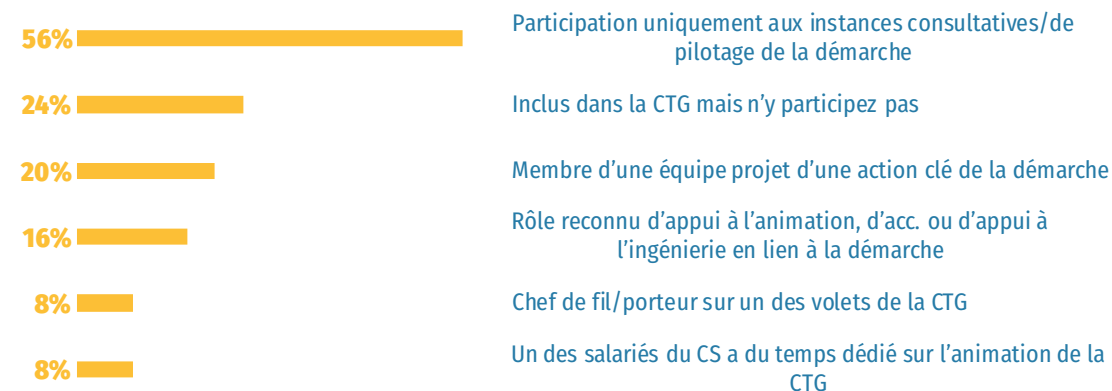 56%
Participation uniquement aux instances consultatives/de
pilotage de la démarche
24%
Inclus dans la CTG mais n’y participez pas
20%
Membre d’une équipe projet d’une action clé de la démarche
16%
Rôle reconnu d’appui à l’animation, d’acc. ou d’appui à
l’ingénierie en lien à la démarche
8%
Chef de fil/porteur sur un des volets de la CTG
8%
Un des salariés du CS a du temps dédié sur l’animation de la
CTG